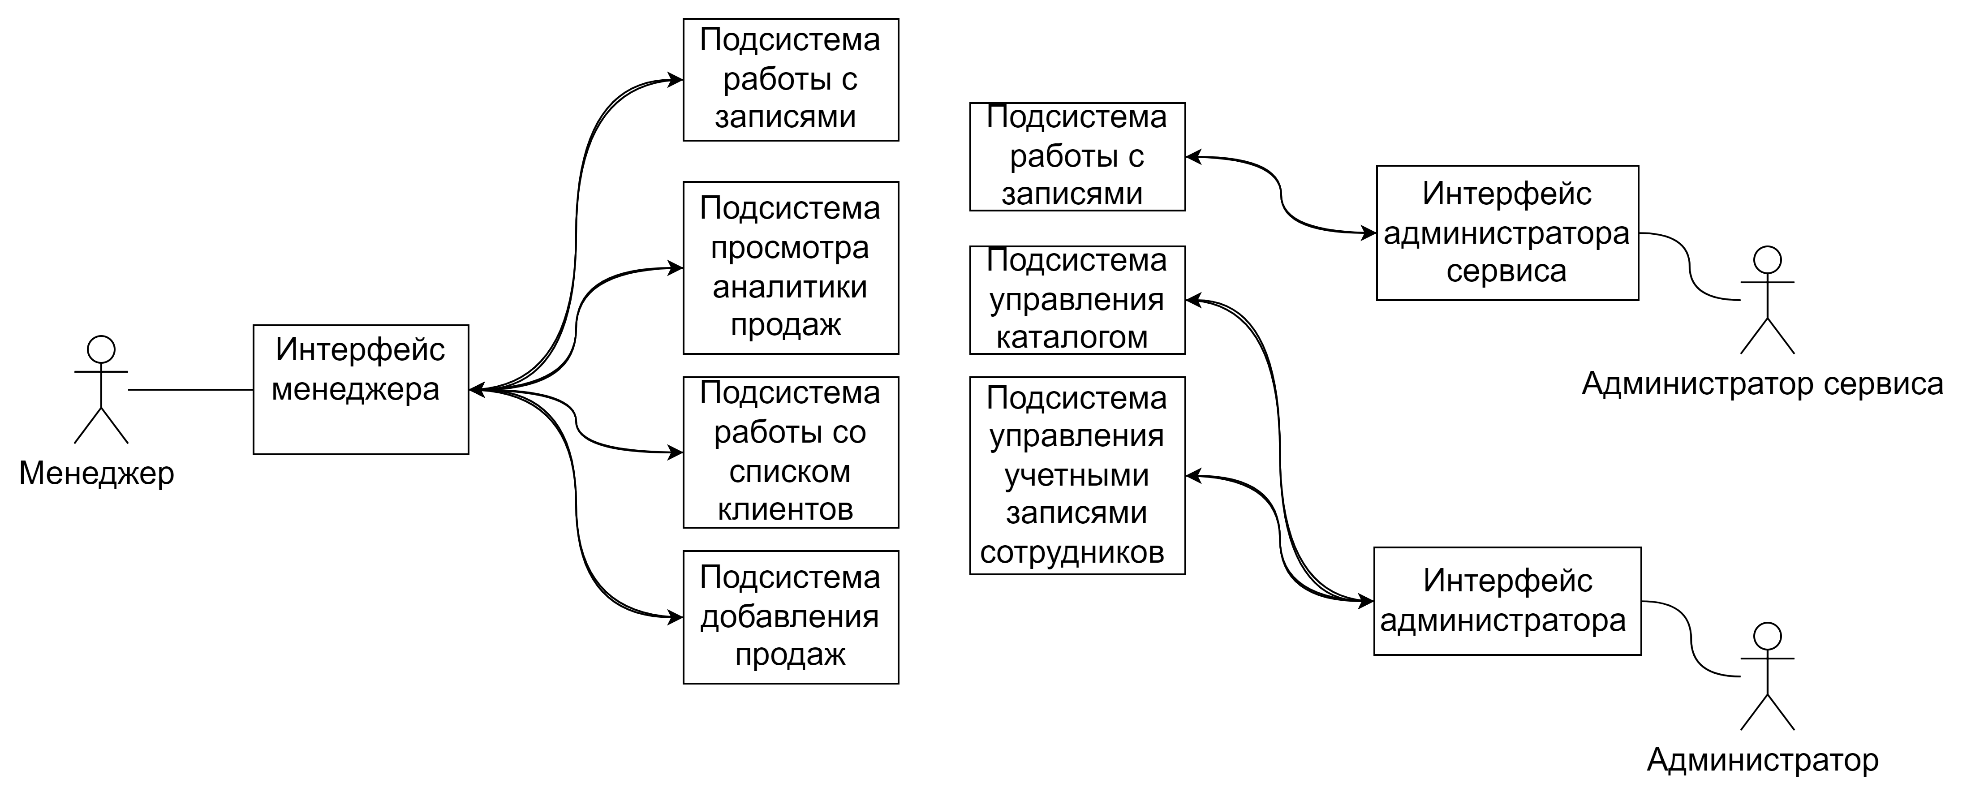 Подсистема
работы с
записями
Подсистема
просмотра
аналитики
продаж
Подсистема
работы со
списком
клиентов
Подсистема
добавления
продаж
Интерфейс
менеджера
Менеджер
Подсистема
работы с
записями
Подсистема
управления
каталогом
Подсистема
управления
учетными
записями
сотрудников
Интерфейс
администратора
сервиса
Администратор сервиса
Интерфейс
администратора
Администратор